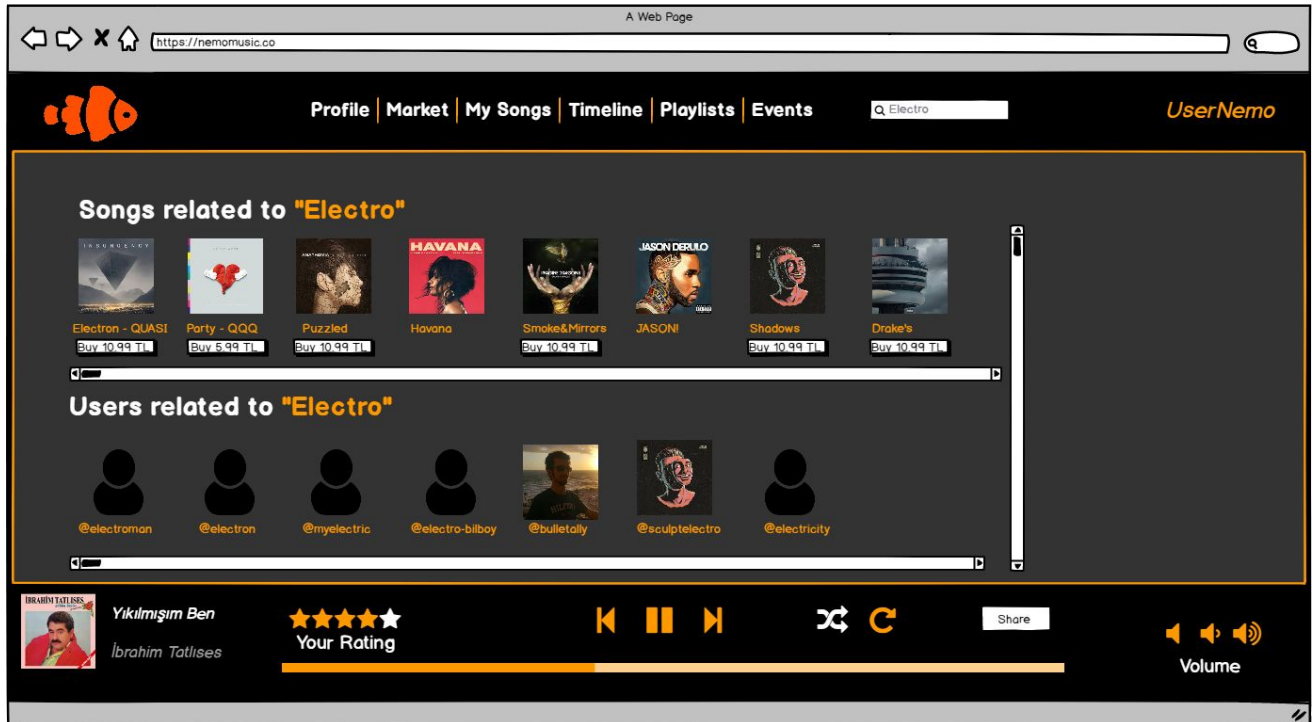 A Web Page
https://nemomusic.co
Profile Market My Songs Timeline Playlists Events
Electro
UserNemo
Songs related to "Electro"
INSURGENCY
HAVANA
IMAGINE DRAGONS
JASON DERULO
Electron - QUASI
Party - QQQ
Puzzled
Havana
Smoke&Mirrors
JASON!
Shadows
Drake's
Buy 10.99 TL
Buy 5.99 TL
Buy 10.99 TL
Buy 10.99 TL
Buy 10.99 TL
Buy 10.99 TL
Users related to "Electro"
@electroman
@electron
@myelectric
@electro-bilboy
@bulletally
@sculptelectro
@electricity
İBRAHİM TATLISES
Yıkılmışım Ben
İbrahim Tatlıses
Your Rating
Share
Volume